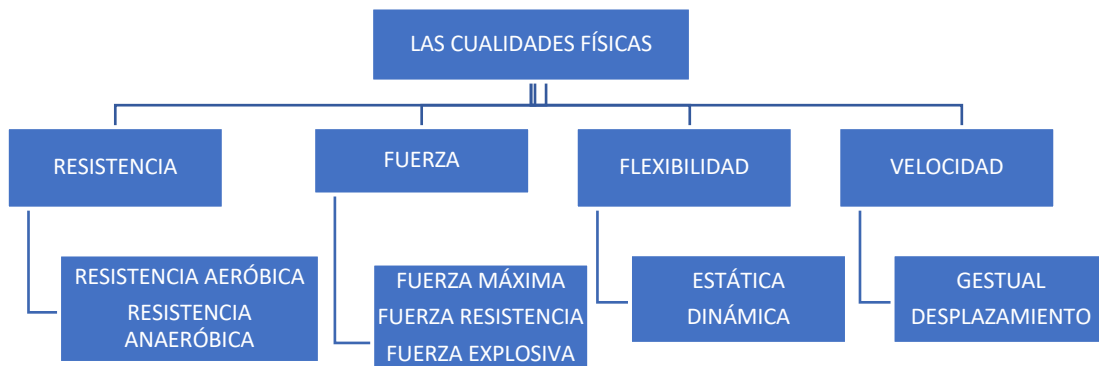 LAS CUALIDADES FÍSICAS
RESISTENCIA
FUERZA
FLEXIBILIDAD
VELOCIDAD
RESISTENCIA AERÓBICA
RESISTENCIA
ANAERÓBICA
FUERZA MÁXIMA
FUERZA RESISTENCIA
FUERZA EXPLOSIVA
ESTÁTICA
DINÁMICA
GESTUAL
DESPLAZAMIENTO